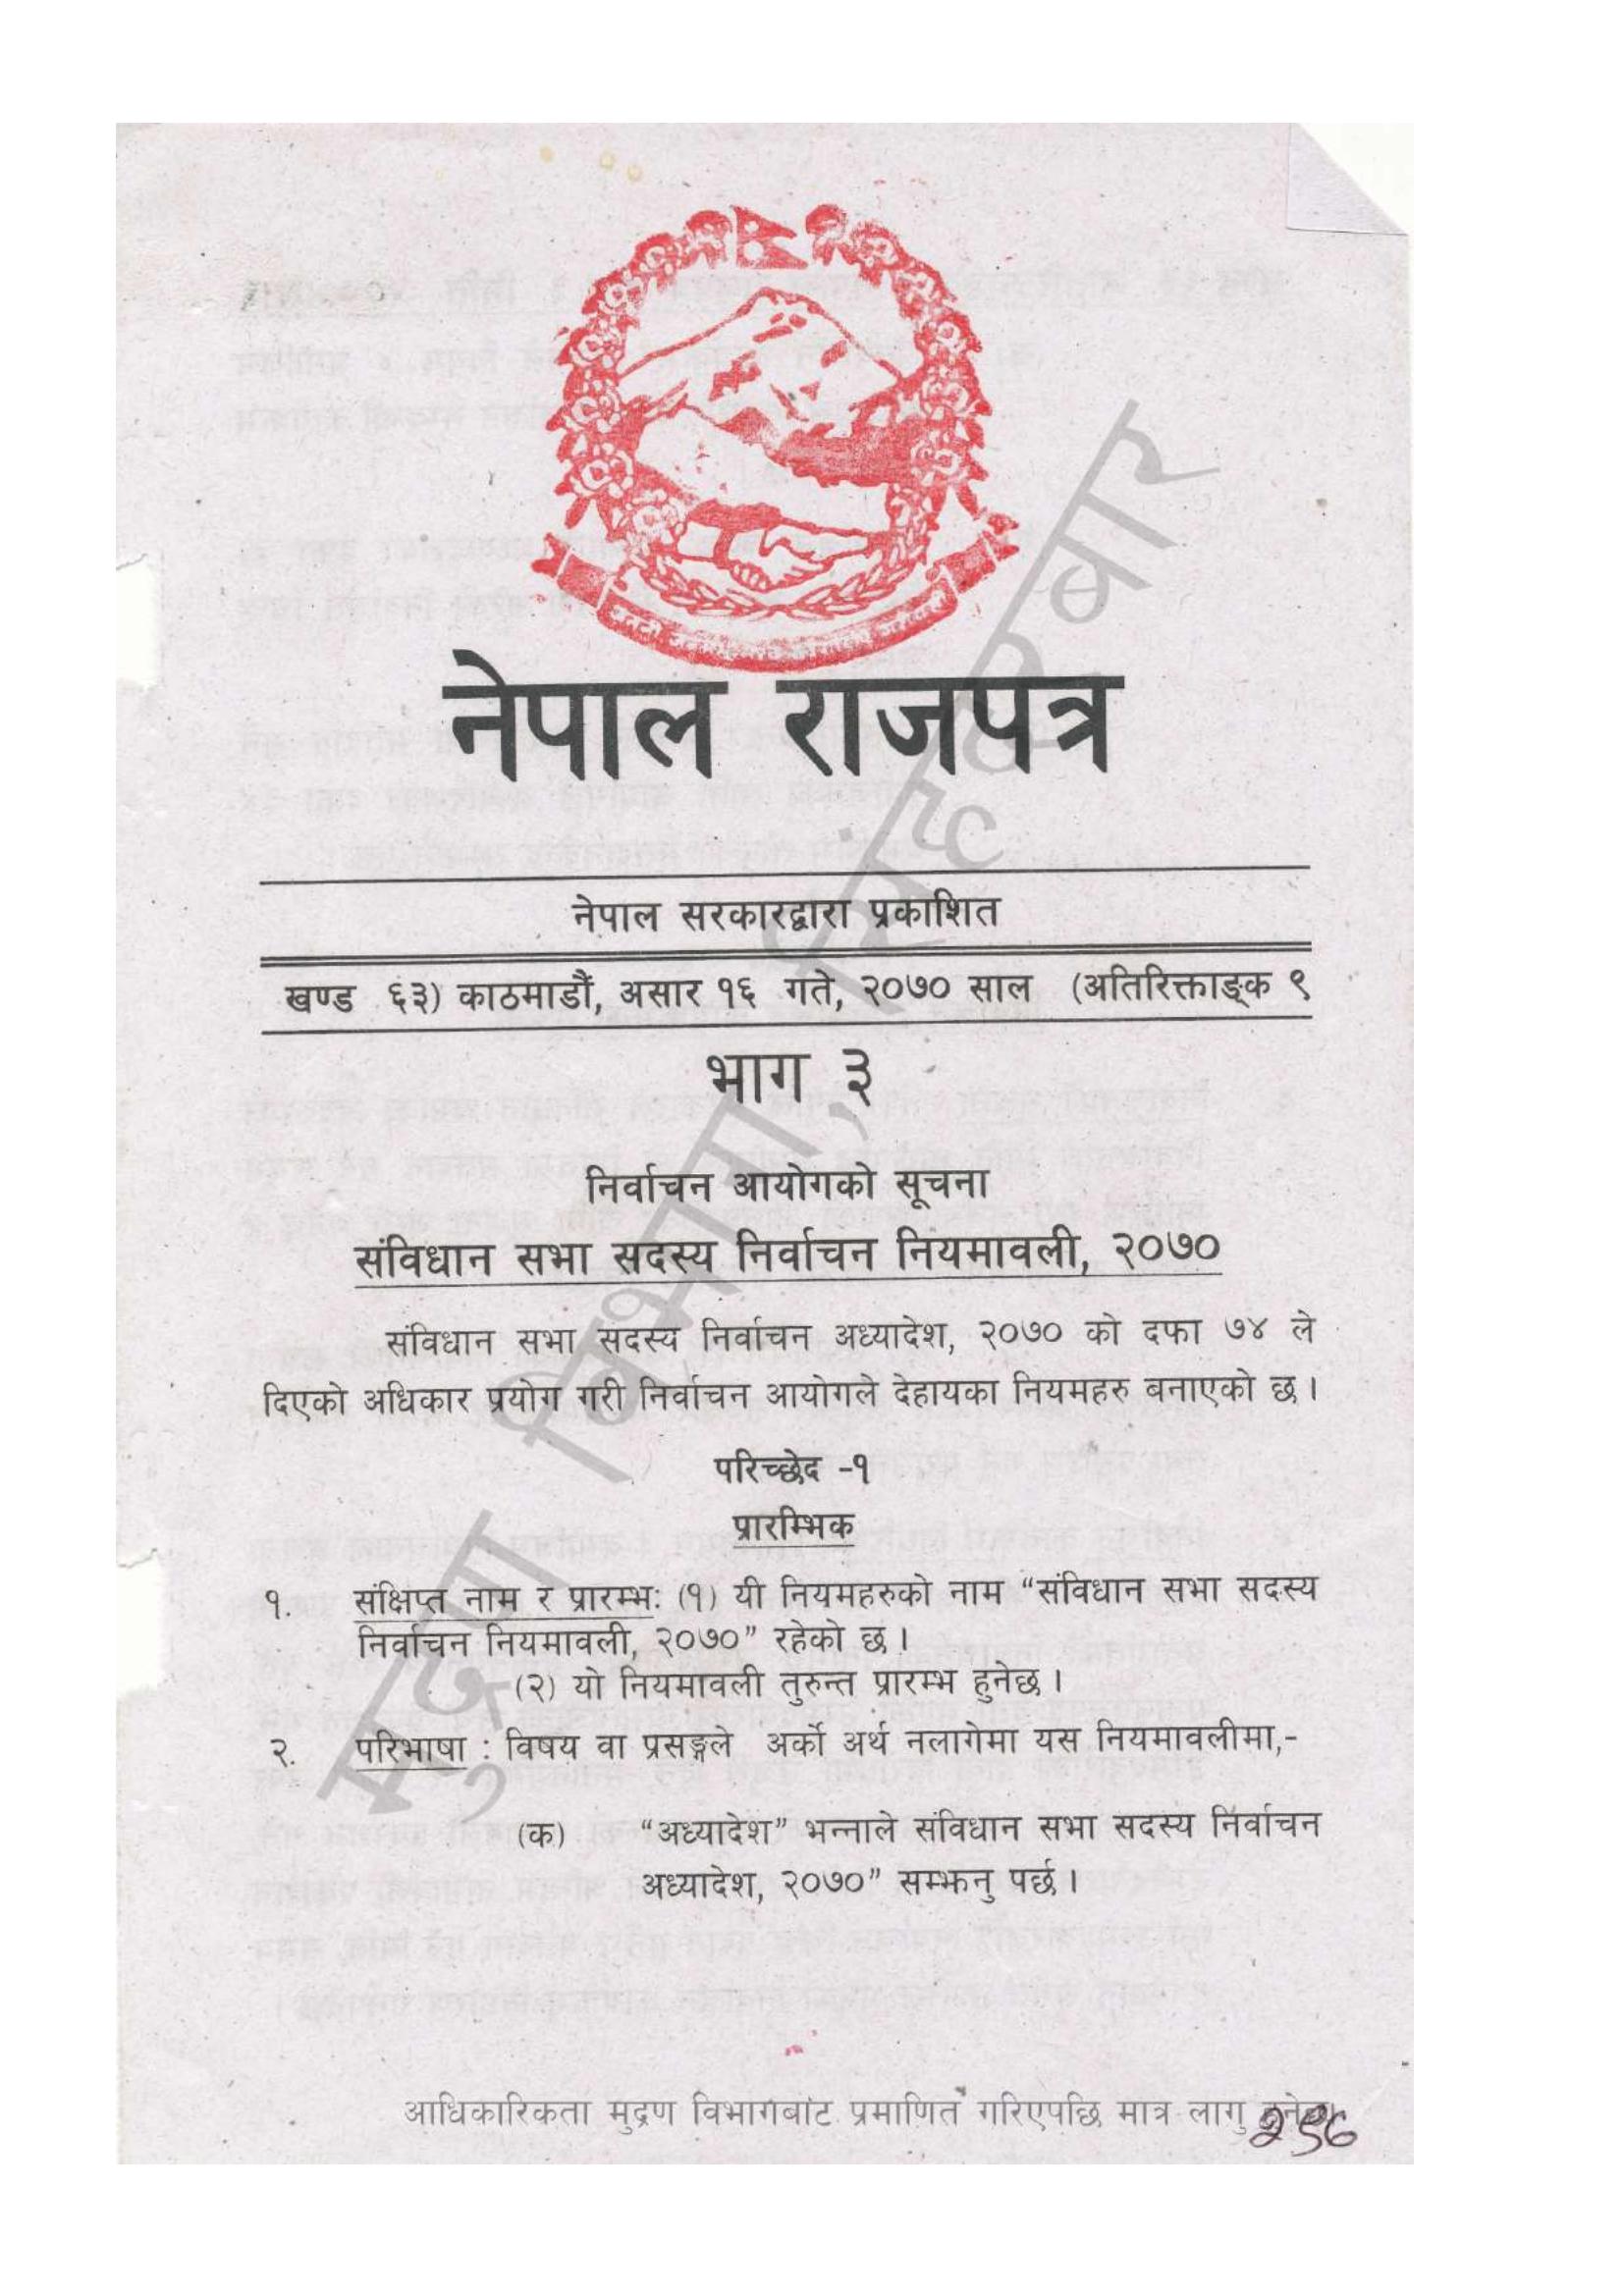 नेपाल राजपत्र
नेपाल सरकारद्वारा प्रकाशित
खण्ड ६३) काठमाडौं, असार १६ गते, २०७० साल (अतिरिक्ताङ्क ९
भाग ३
निर्वाचन आयोगको सूचना
संविधान सभा सदस्य निर्वाचन नियमावली, २०७०
संविधान सभा सदस्य निर्वाचन अध्यादेश, २०७० को दफा ७४ ले
दिएको अधिकार प्रयोग गरी निर्वाचन आयोगले देहायका नियमहरु बनाएको छ ।
परिच्छेद -१
प्रारम्भिक
१. संक्षिप्त नाम र प्रारम्भः (१) यी नियमहरुको नाम “संविधान सभा सदस्य
निर्वाचन नियमावली, २०७०” रहेको छ ।
(२) यो नियमावली तुरुन्त प्रारम्भ हुनेछ ।
२. परिभाषा : विषय वा प्रसङ्गले अर्को अर्थ नलागेमा यस नियमावलीमा,-
(क) “अध्यादेश” भन्नाले संविधान सभा सदस्य निर्वाचन
अध्यादेश, २०७०” सम्झनु पर्छ ।
मुद्रण विभाग, सिंहदरबार
आधिकारिकता मुद्रण विभागबाट प्रमाणित गरिएपछि मात्र लागु